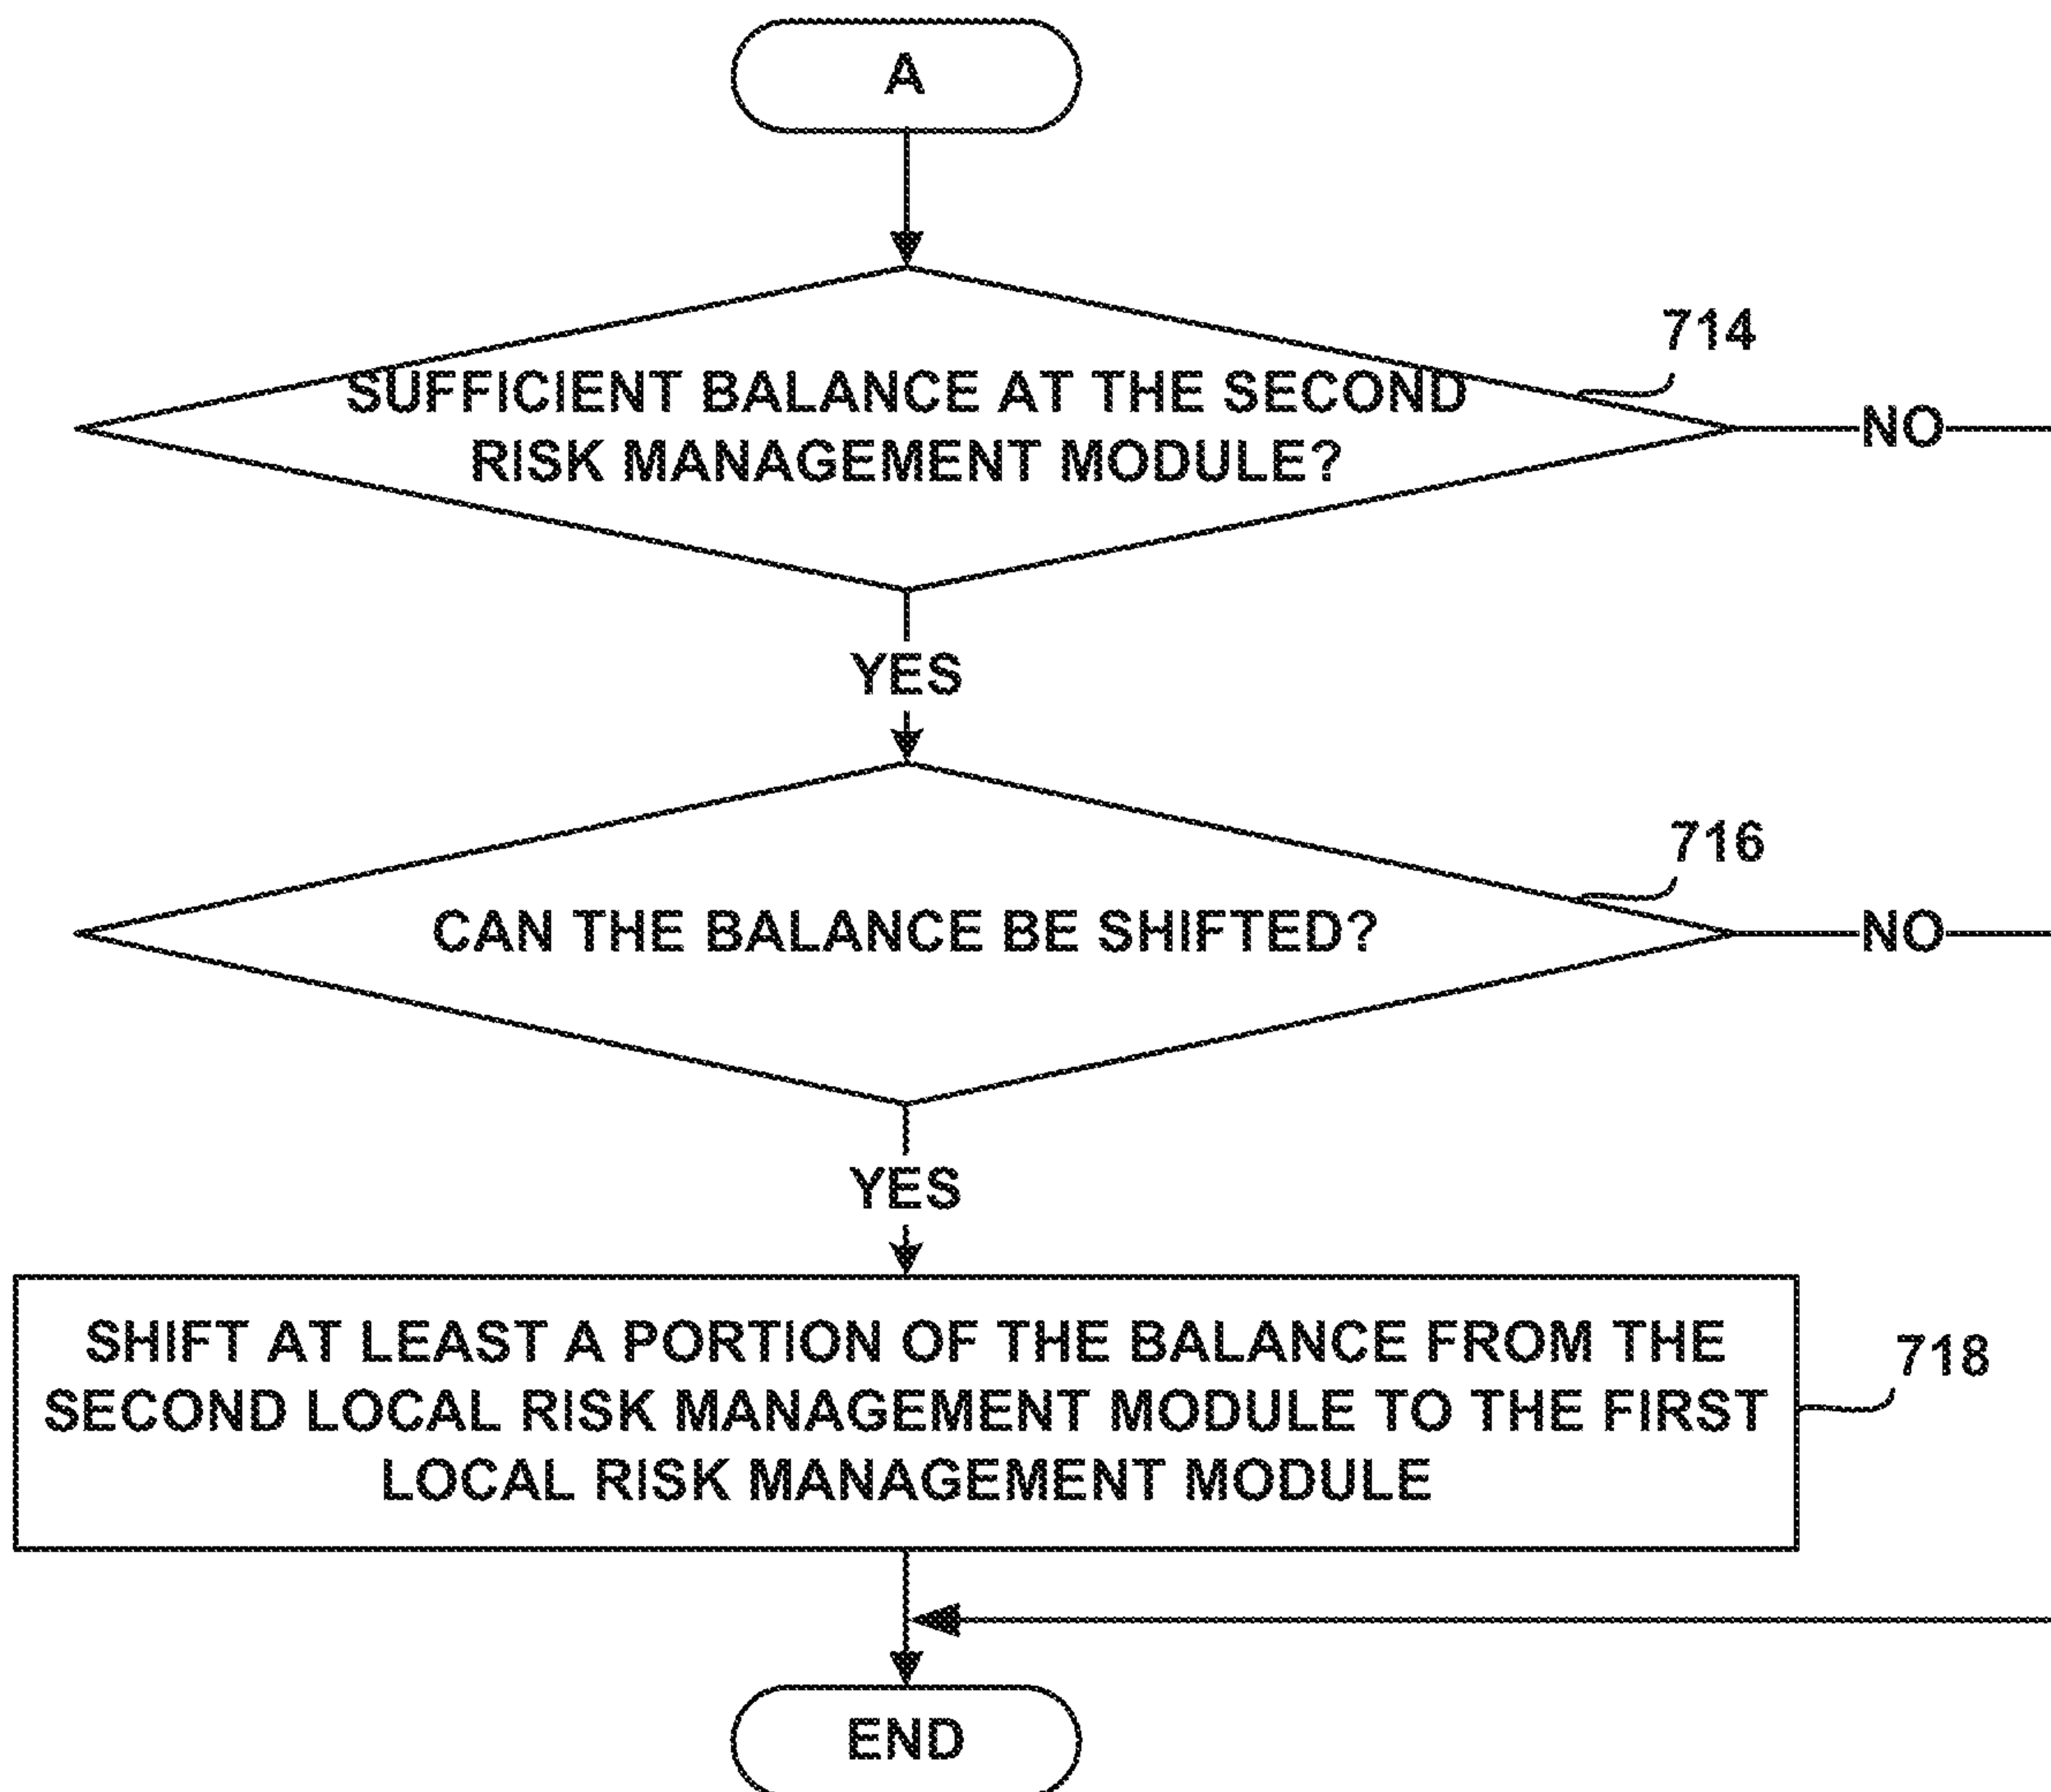 A
714
SUFFICIENT BALANCE AT THE SECOND
RISK MANAGEMENT MODULE?
NO
YES
716
CAN THE BALANCE BE SHIFTED?
NO
YES
SHIFT AT LEAST A PORTION OF THE BALANCE FROM THE
SECOND LOCAL RISK MANAGEMENT MODULE TO THE FIRST
LOCAL RISK MANAGEMENT MODULE
718
END